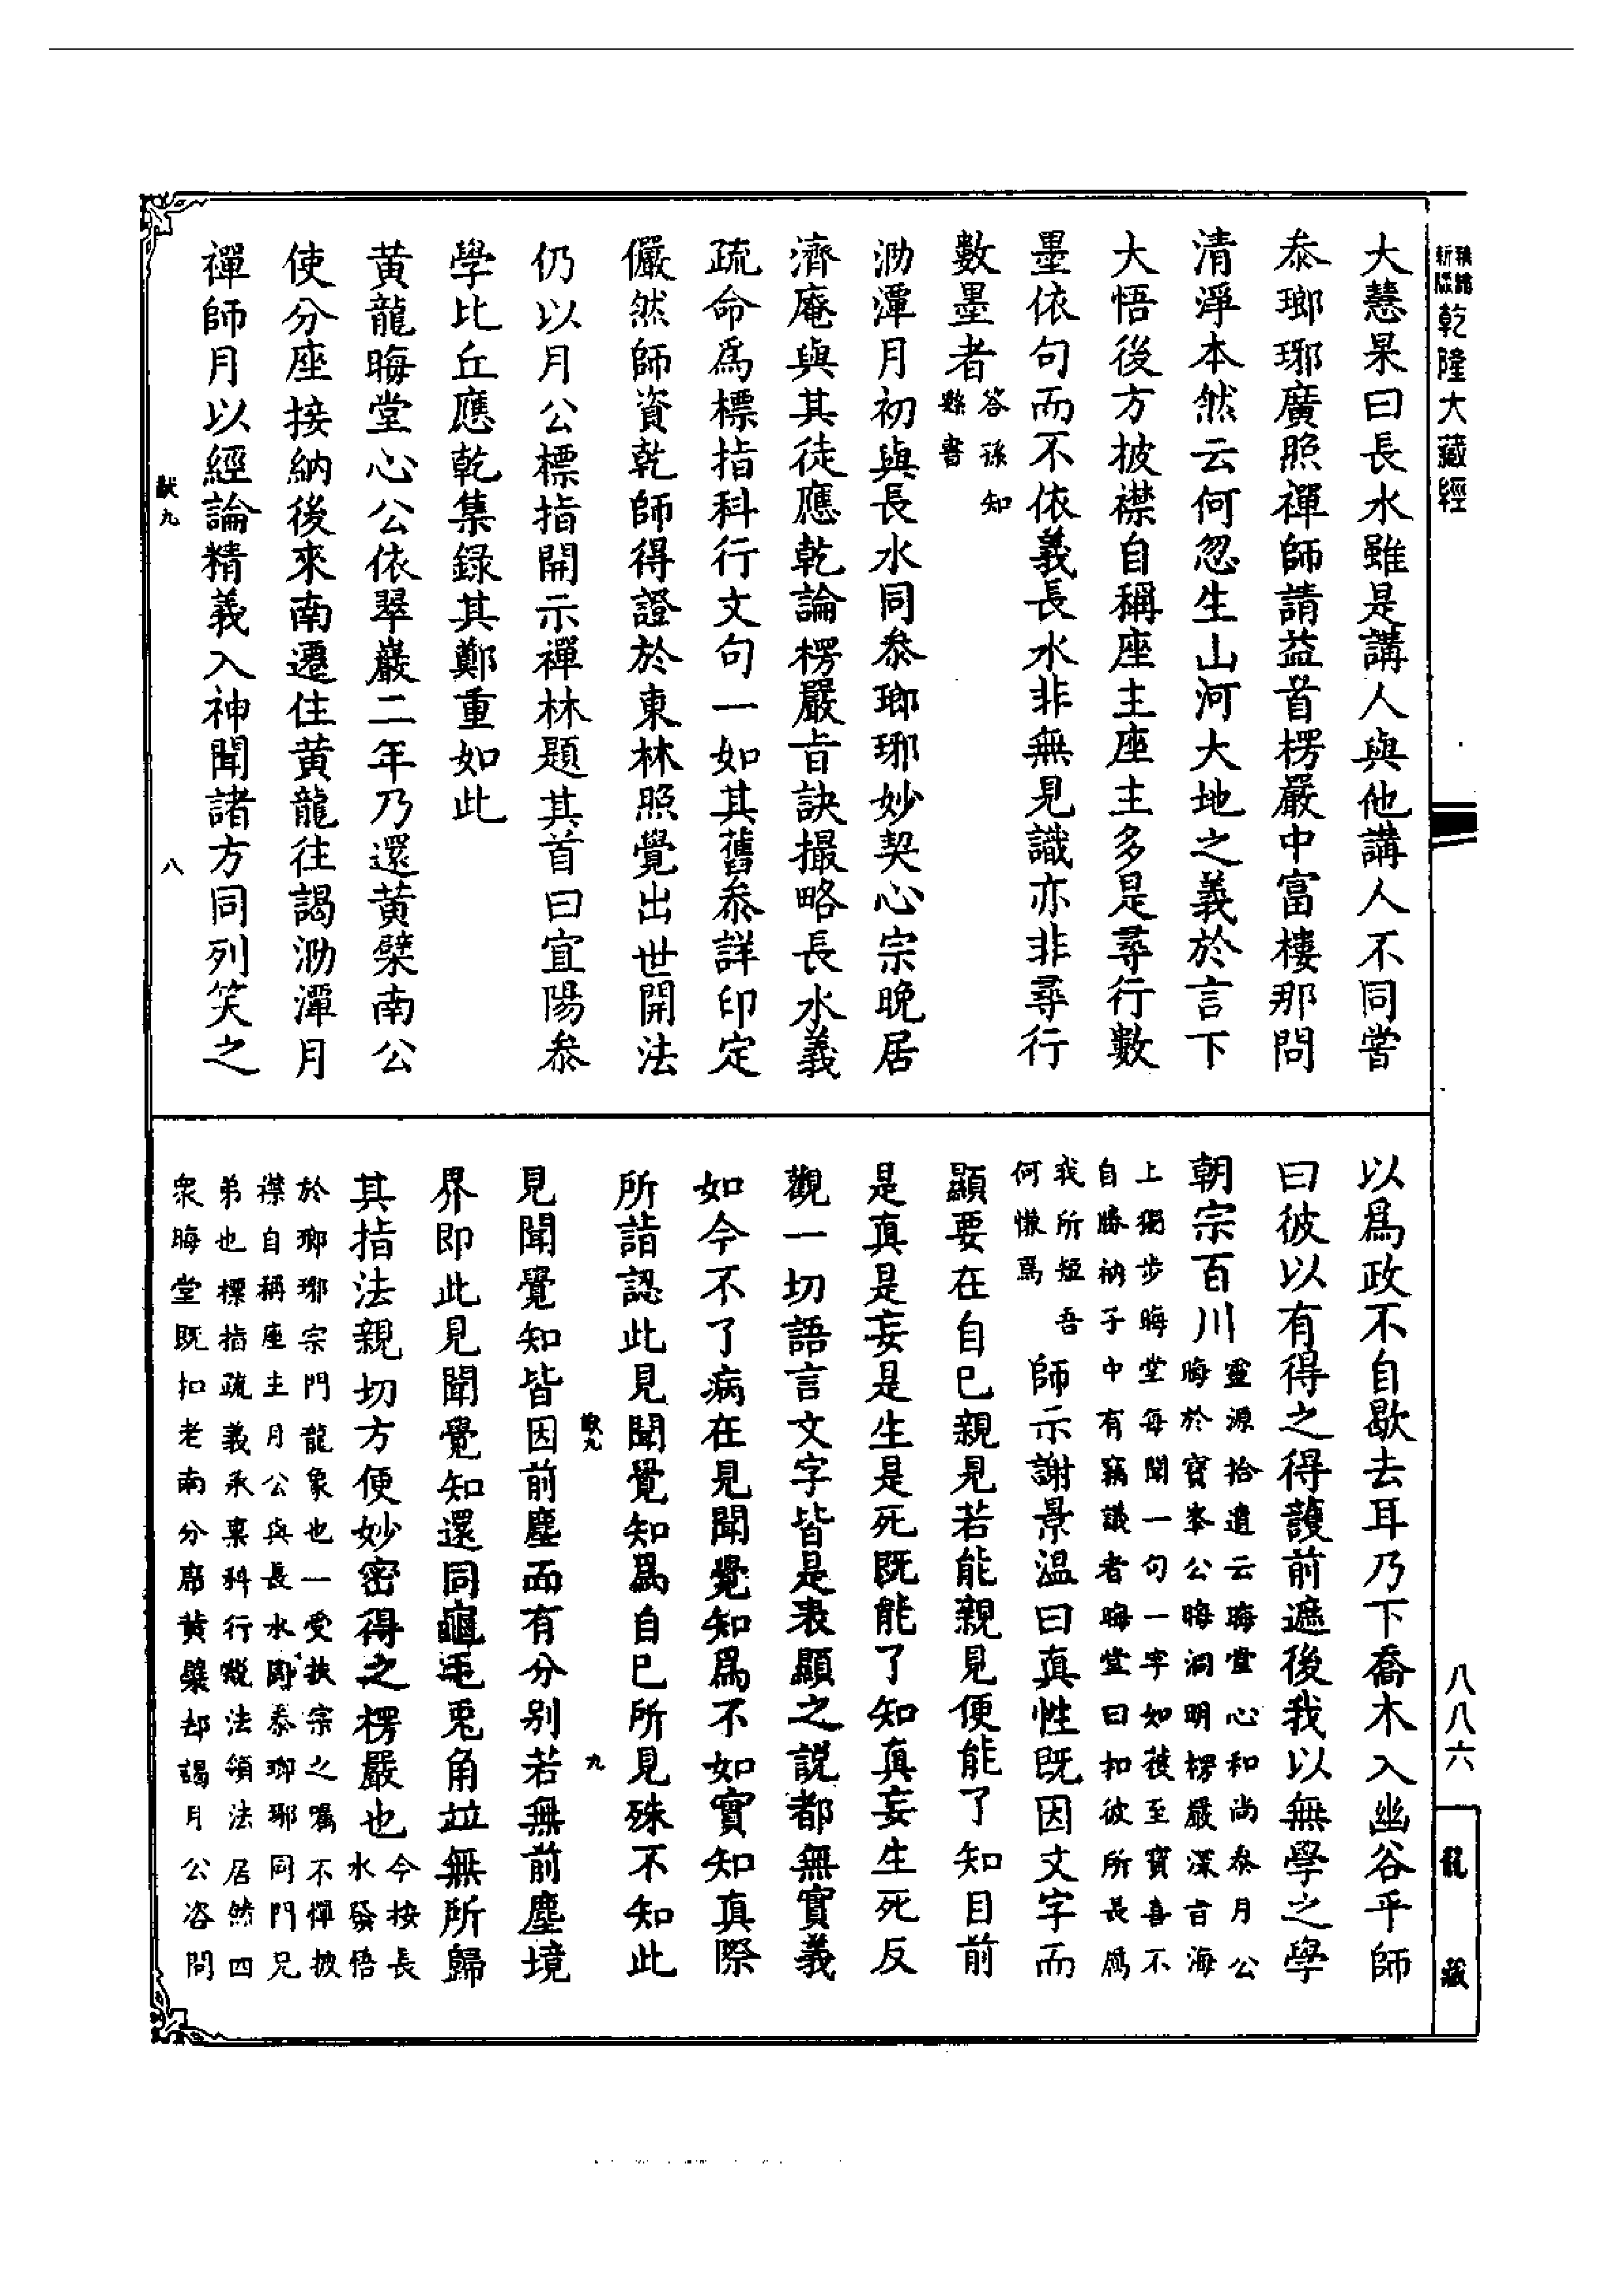 乾隆大藏經
大慧杲曰長水雖是講人與他講人不同嘗
叅瑯琊廣照禪師請益首楞嚴中富樓那問
清淨本然云何忽生山河大地之義於言下
大悟後方披襟自稱座主座主多是尋行數
墨依句而不依義長水非無見識亦非尋行
數墨者答孫知
縣書
泐潭月初與長水同叅瑯琊妙契心宗晚居
濟庵與其徒應乾論楞嚴旨訣撮略長水義
疏命爲標指科行文句一如其舊叅詳印定
儼然師資乾師得證於東林照覺出世開法
仍以月公標指開示禪林題其首曰宜陽叅
學比丘應乾集錄其鄭重如此
黃龍晦堂心公依翠巖二年乃還黃檗南公
使分座接納後來南遷住黃龍往謁泐潭月
禪師月以經論精義入神聞諸方同列笑之
猷九
八
以爲政不自歇去耳乃下喬木入幽谷乎師
曰彼以有得之得護前遮後我以無學之學
朝宗百川靈源拾遺云晦堂心和尚叅月公
晦於寶峯公晦洞明楞嚴深旨海
上獨步晦堂每聞一句一字如獲至寶喜不
自勝衲子中有竊議者晦堂曰扣彼所長爲
我所短吾
何慊焉
師示謝景温曰真性既因文字而
顯要在自己親見若能親見便能了知目前
是真是妄是生是死既能了知真妄生死反
觀一切語言文字皆是表顯之說都無實義
如今不了病在見聞覺知爲不如實知真際
所詣認此見聞覺知爲自己所見殊不知此
猷九
九
見聞覺知皆因前塵而有分別若無前塵境
界即此見聞覺知還同龜毛兎角竝無所歸
其指法親切方便妙密得之楞嚴也今按長
水發悟
於瑯琊宗門龍象也一受扶宗之囑不憚披
襟自稱座主月公與長水同叅瑯琊同門兄
弟也標指疏義承稟科行說法領法居然四
衆晦堂既扣老南分席黃檗却謁月公咨問
八八六
龍藏